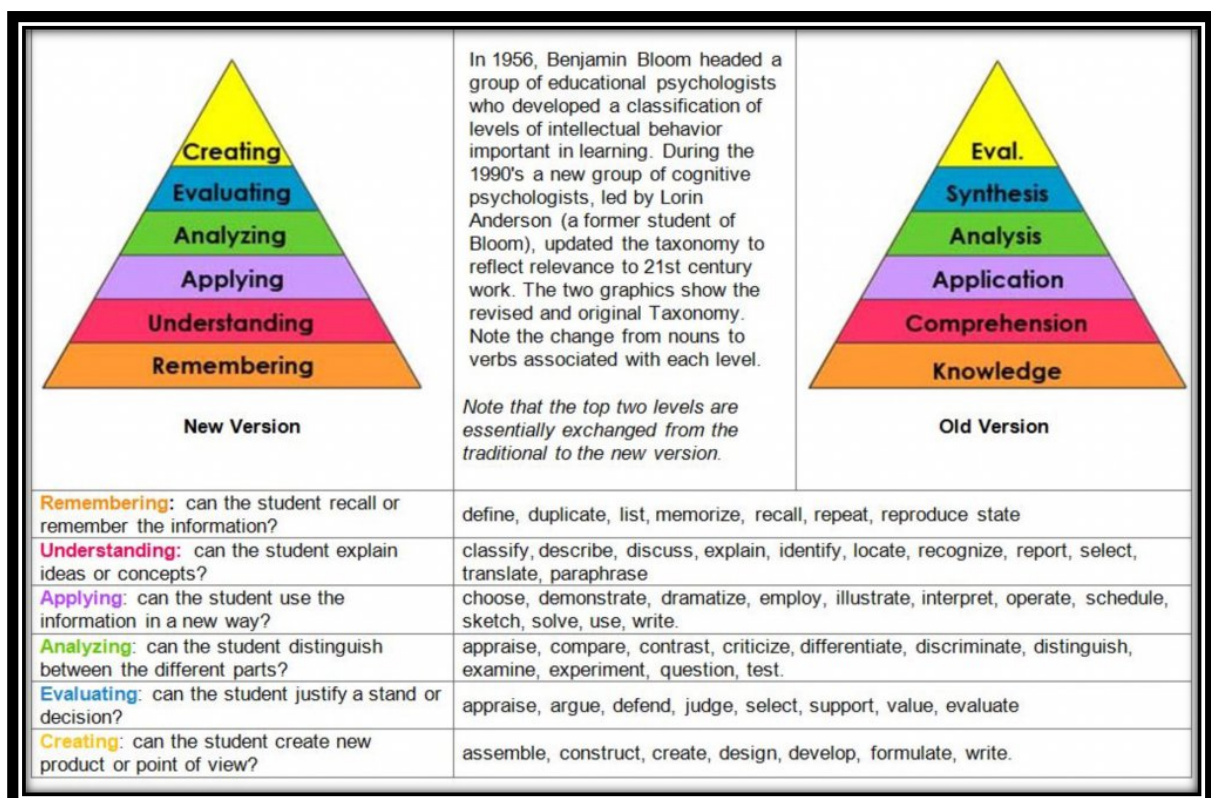 Creating
Evaluating
Analyzing
Applying
Understanding
Remembering
New Version
In 1956, Benjamin Bloom headed a
group of educational psychologists
who developed a classification of
levels of intellectual behavior
important in learning. During the
1990's a new group of cognitive
psychologists, led by Lorin
Anderson (a former student of
Bloom), updated the taxonomy to
reflect relevance to 21st century
work. The two graphics show the
revised and original Taxonomy.
Note the change from nouns to
verbs associated with each level.
Note that the top two levels are
essentially exchanged from the
traditional to the new version.
Eval.
Synthesis
Analysis
Application
Comprehension
Knowledge
Old Version
Remembering: can the student recall or
remember the information?
define, duplicate, list, memorize, recall, repeat, reproduce state
Understanding: can the student explain
ideas or concepts?
classify, describe, discuss, explain, identify, locate, recognize, report, select,
translate, paraphrase
Applying: can the student use the
information in a new way?
choose, demonstrate, dramatize, employ, illustrate, interpret, operate, schedule,
sketch, solve, use, write.
Analyzing: can the student distinguish
between the different parts?
appraise, compare, contrast, criticize, differentiate, discriminate, distinguish,
examine, experiment, question, test.
Evaluating: can the student justify a stand or
decision?
appraise, argue, defend, judge, select, support, value, evaluate
Creating: can the student create new
product or point of view?
assemble, construct, create, design, develop, formulate, write.